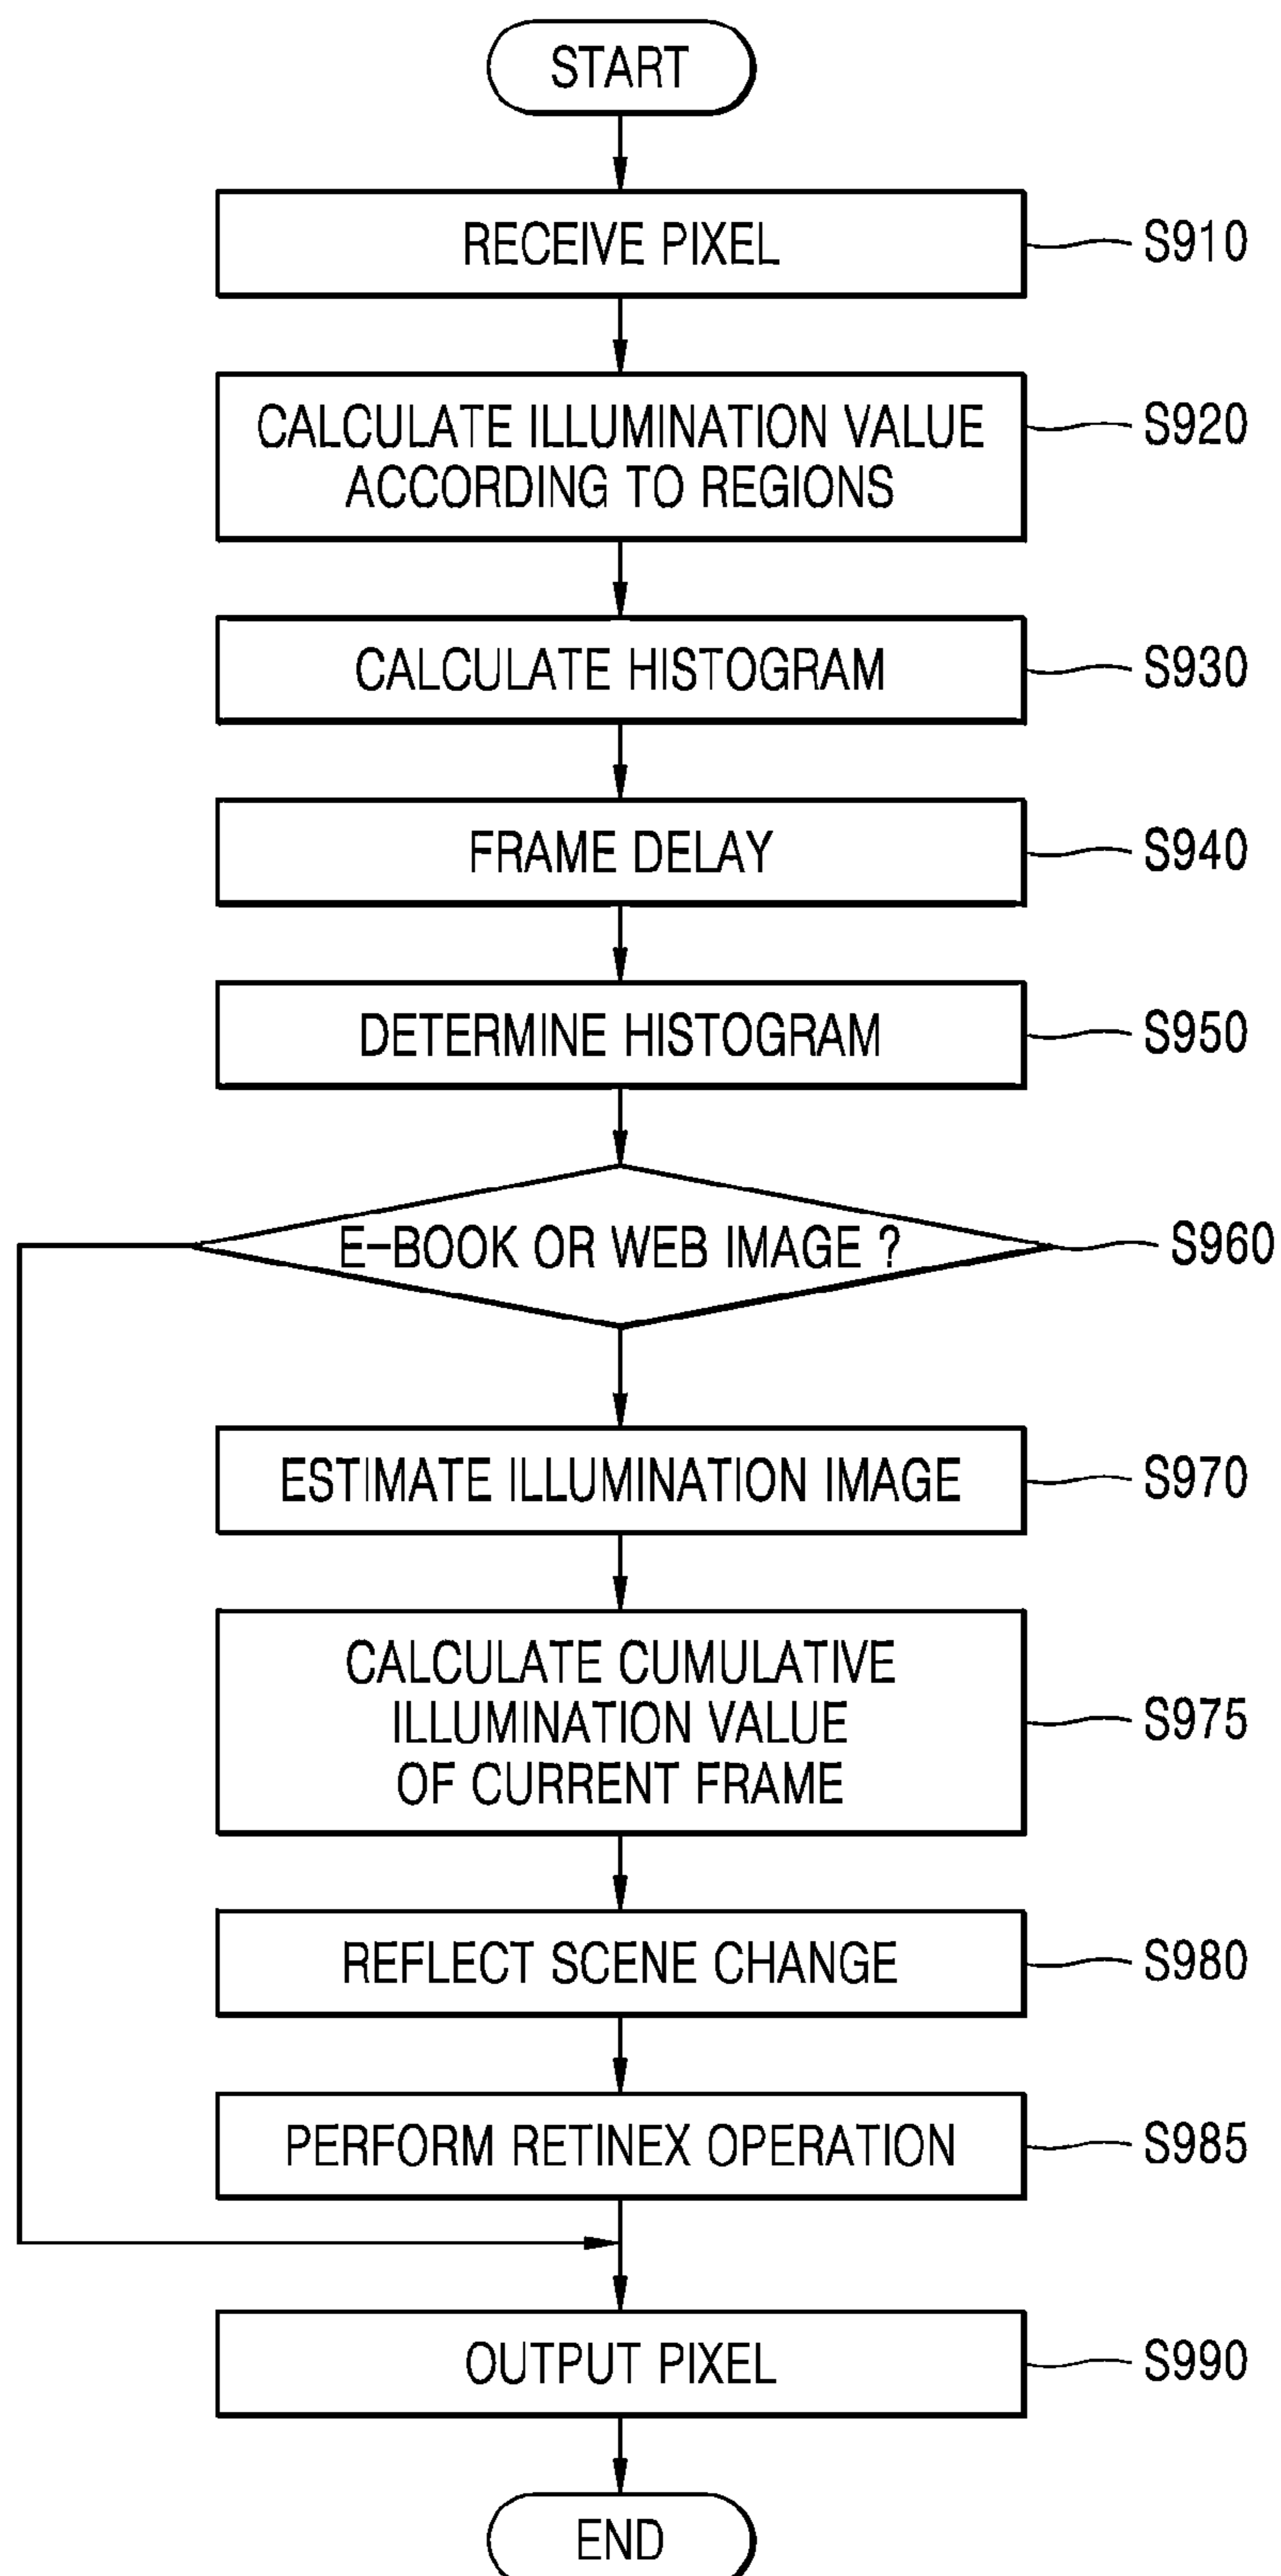 START
RECEIVE PIXEL
S910
CALCULATE ILLUMINATION VALUE
ACCORDING TO REGIONS
S920
CALCULATE HISTOGRAM
S930
FRAME DELAY
S940
DETERMINE HISTOGRAM
S950
E-BOOK OR WEB IMAGE ?
S960
ESTIMATE ILLUMINATION IMAGE
S970
CALCULATE CUMULATIVE
ILLUMINATION VALUE
OF CURRENT FRAME
S975
REFLECT SCENE CHANGE
S980
PERFORM RETINEX OPERATION
S985
OUTPUT PIXEL
S990
END